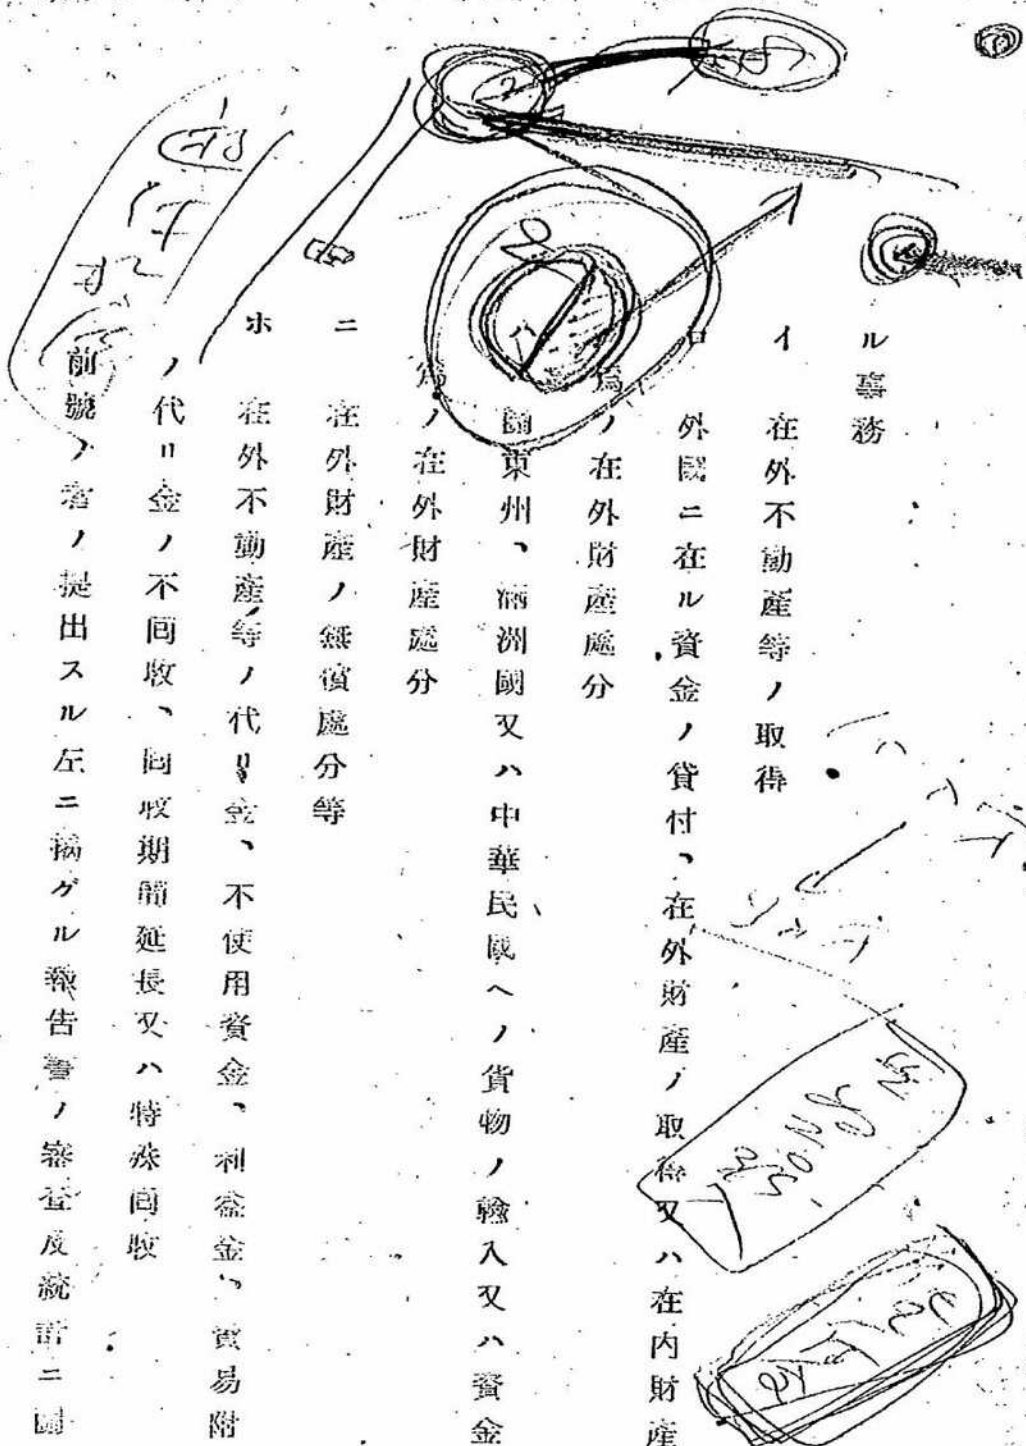 ル事務
イ 在外不動産等ノ取得
ロ 外國ニ在ル資金ノ貸付、在外財産ノ取得又ハ在内財産
爲ノ在外財産處分
ハ 關東州、滿洲國又ハ中華民國ヘノ貨物ノ輸入又ハ資金
爲ノ在外財産處分
ニ 在外財産ノ無償處分等
ホ 在外不動産等ノ代リ金、不使用資金、利益金、貿易附
ノ代リ金ノ不回收、回收期間延長又ハ特殊回收
前號ノ者ノ提出スル左ニ掲グル報告書ノ審査及統計ニ關